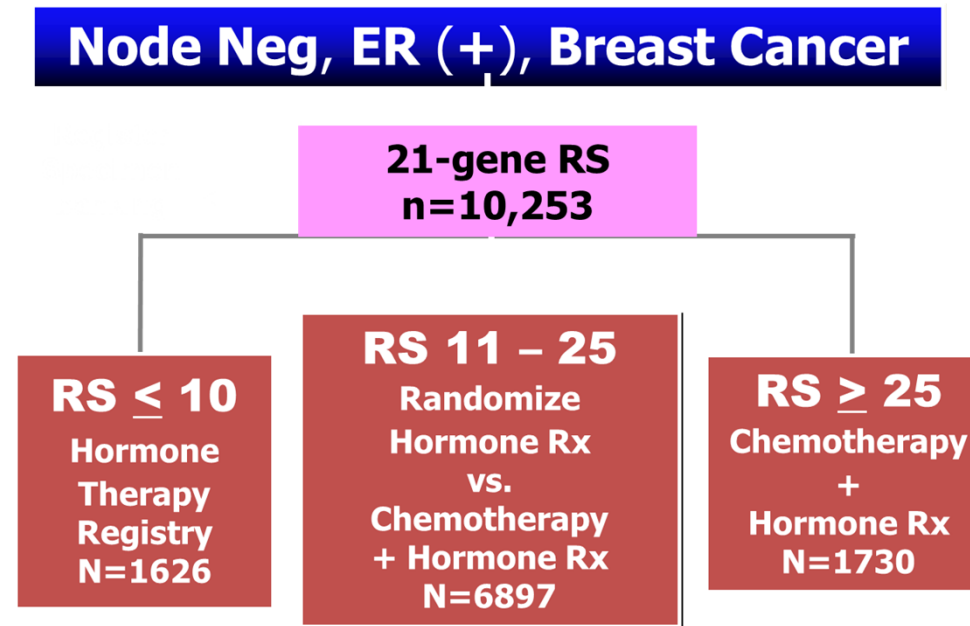 Node Neg, ER (+), Breast Cancer
21-gene RS
n=10,253
RS ≤ 10
Hormone
Therapy
Registry
N=1626
RS 11 – 25
Randomize
Hormone Rx
vs.
Chemotherapy
+ Hormone Rx
N=6897
RS ≥ 25
Chemotherapy
+
Hormone Rx
N=1730